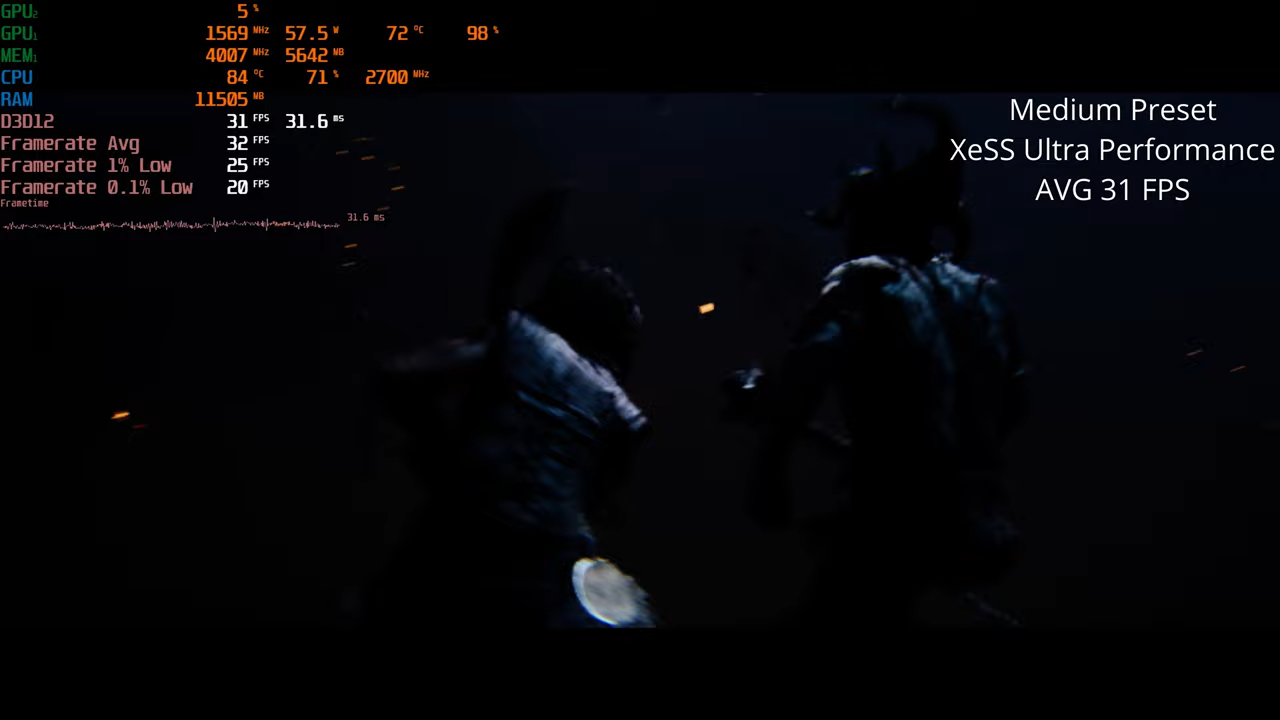 GPU₂ 5 %
GPU₁ 1569 MHz 57.5 W 72 °C 98 %
MEM₁ 4007 MHz 5642 MB
CPU 84 °C 71 % 2700 MHz
RAM 11505 MB
D3D12 31 FPS 31.6 ms
Framerate Avg 32 FPS
Framerate 1% Low 25 FPS
Framerate 0.1% Low 20 FPS
Frametime
31.6 ms
Medium Preset
XeSS Ultra Performance
AVG 31 FPS